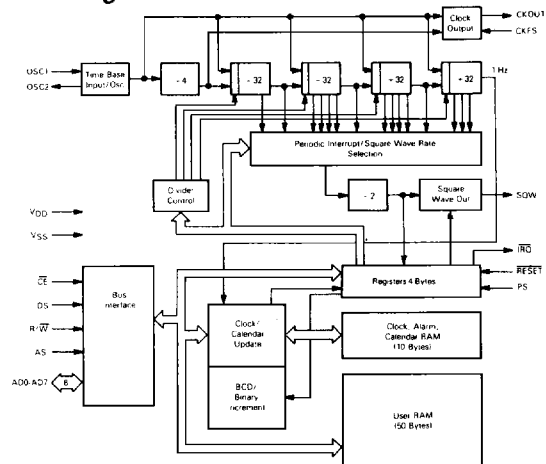 Clock
Output
CKOUT
CKFS
OSC1
OSC2
Time Base
Input/Osc.
÷ 4
÷ 32
÷ 32
÷ 32
÷ 32
1 Hz
Periodic Interrupt/Square Wave Rate
Selection
Divider
Control
÷ 2
Square
Wave Out
SQW
VDD
VSS
IRQ
RESET
PS
Registers 4 Bytes
CE
DS
R/W
AS
AD0-AD7
8
Bus
Interface
Clock/
Calendar
Update
BCD/
Binary
Increment
Clock, Alarm,
Calendar RAM
(10 Bytes)
User RAM
(50 Bytes)